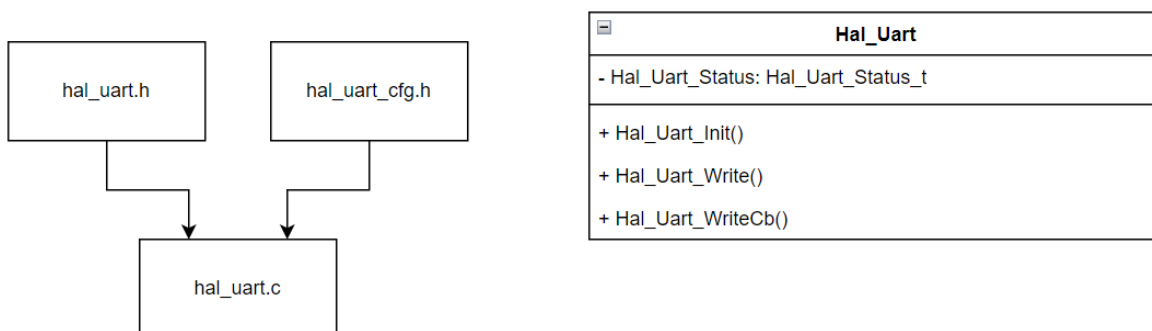 hal_uart.h
hal_uart_cfg.h
hal_uart.c
Hal_Uart
- Hal_Uart_Status: Hal_Uart_Status_t
+ Hal_Uart_Init()
+ Hal_Uart_Write()
+ Hal_Uart_WriteCb()